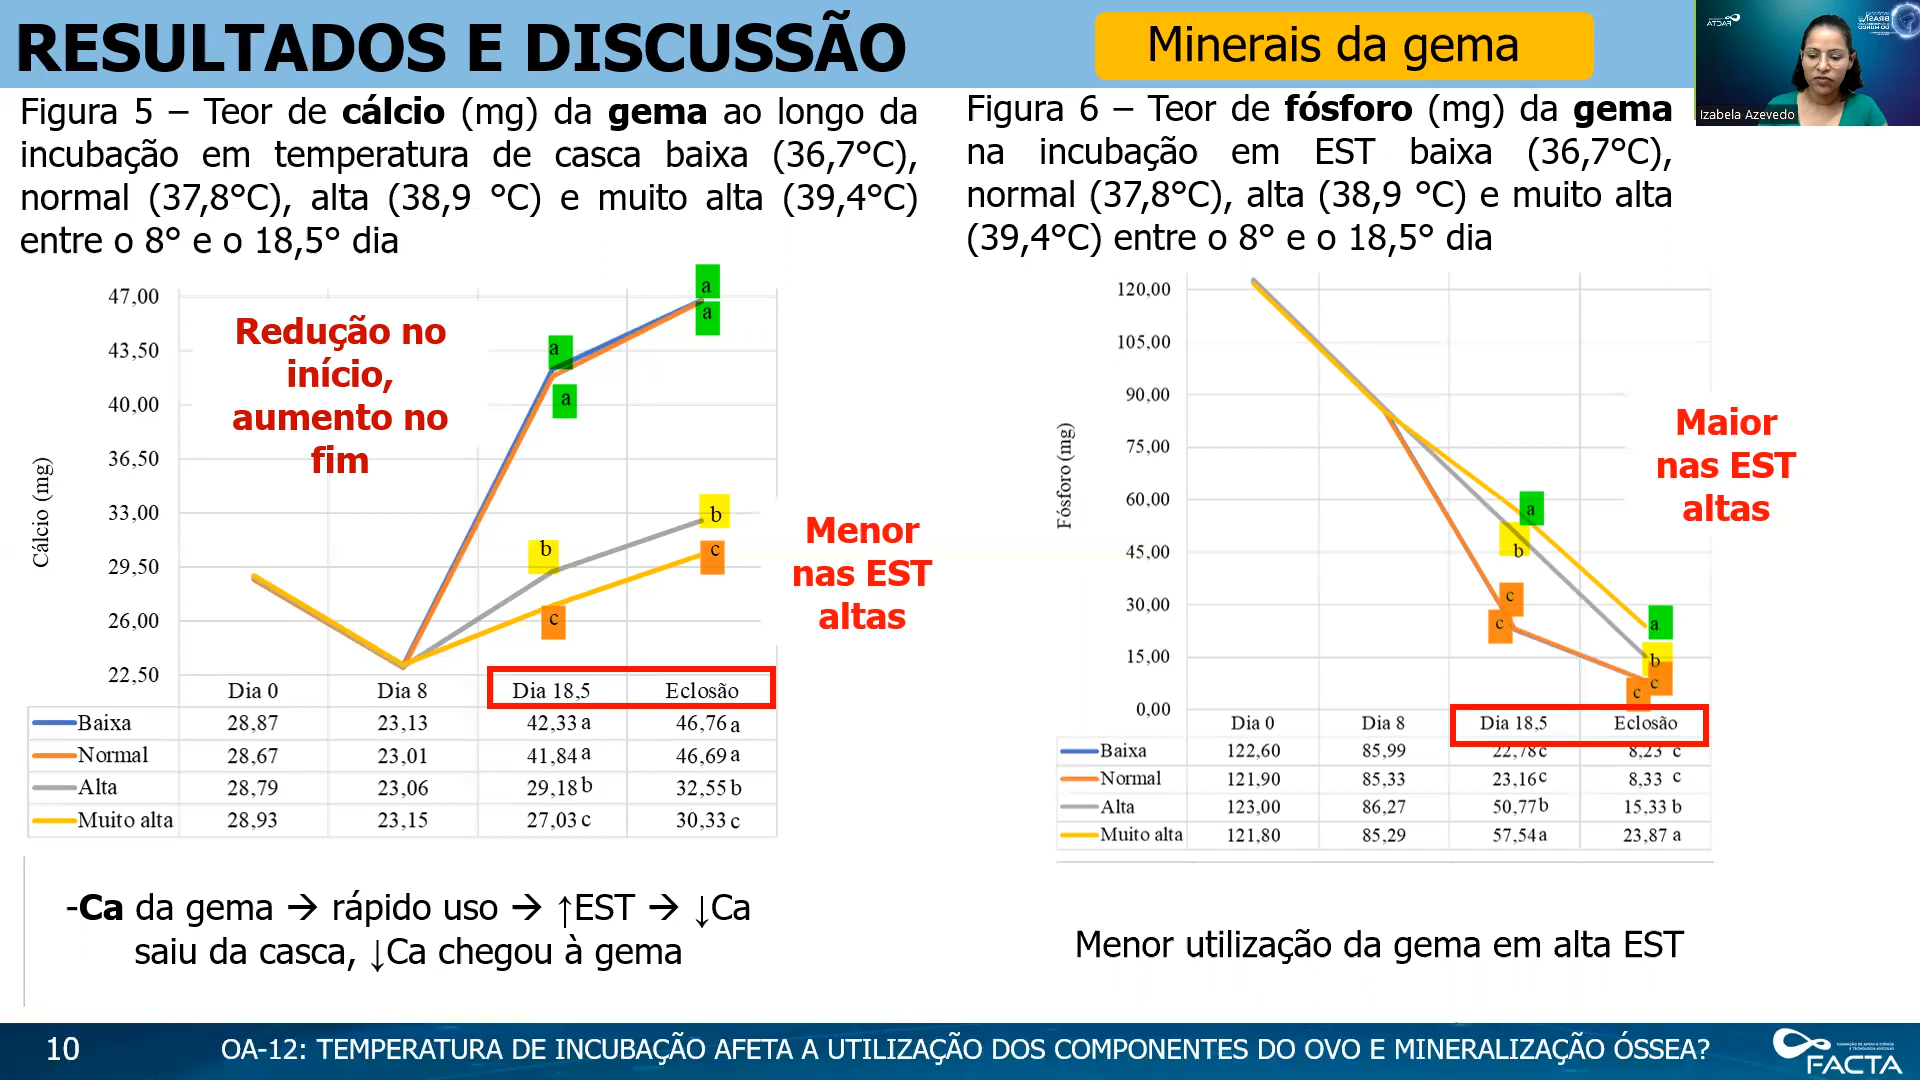 RESULTADOS E DISCUSSÃO
Minerais da gema
FACTA
BRASIL
Izabela Azevedo
Figura 5 – Teor de cálcio (mg) da gema ao longo da
incubação em temperatura de casca baixa (36,7°C),
normal (37,8°C), alta (38,9 °C) e muito alta (39,4°C)
entre o 8° e o 18,5° dia
Figura 6 – Teor de fósforo (mg) da gema
na incubação em EST baixa (36,7°C),
normal (37,8°C), alta (38,9 °C) e muito alta
(39,4°C) entre o 8° e o 18,5° dia
Cálcio (mg)
47,00
43,50
40,00
36,50
33,00
29,50
26,00
22,50
Redução no
início,
aumento no
fim
a
a
a
a
b
b
c
c
Menor
nas EST
altas
Dia 0 Dia 8 Dia 18,5 Eclosão
Baixa 28,87 23,13 42,33 a 46,76 a
Normal 28,67 23,01 41,84 a 46,69 a
Alta 28,79 23,06 29,18 b 32,55 b
Muito alta 28,93 23,15 27,03 c 30,33 c
Fósforo (mg)
120,00
105,00
90,00
75,00
60,00
45,00
30,00
15,00
0,00
a
b
c
c
a
b
c
c
Maior
nas EST
altas
Dia 0 Dia 8 Dia 18,5 Eclosão
Baixa 122,60 85,99 22,78 c 8,23 c
Normal 121,90 85,33 23,16 c 8,33 c
Alta 123,00 86,27 50,77 b 15,33 b
Muito alta 121,80 85,29 57,54 a 23,87 a
-Ca da gema → rápido uso → ↑EST → ↓Ca
saiu da casca, ↓Ca chegou à gema
Menor utilização da gema em alta EST
10
OA-12: TEMPERATURA DE INCUBAÇÃO AFETA A UTILIZAÇÃO DOS COMPONENTES DO OVO E MINERALIZAÇÃO ÓSSEA?
FACTA